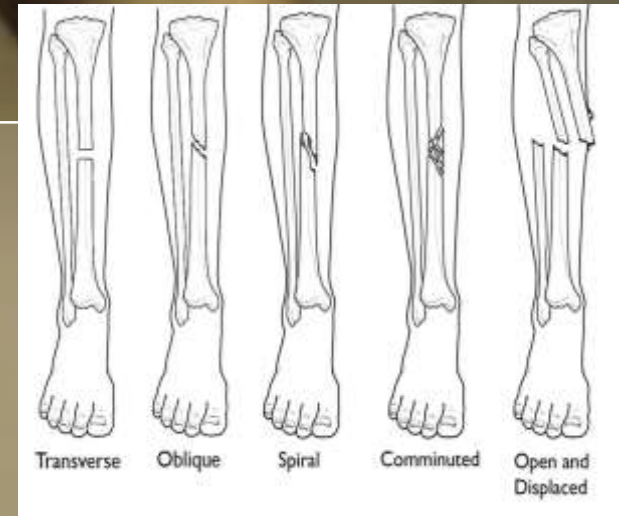 Transverse
Oblique
Spiral
Comminuted
Open and
Displaced